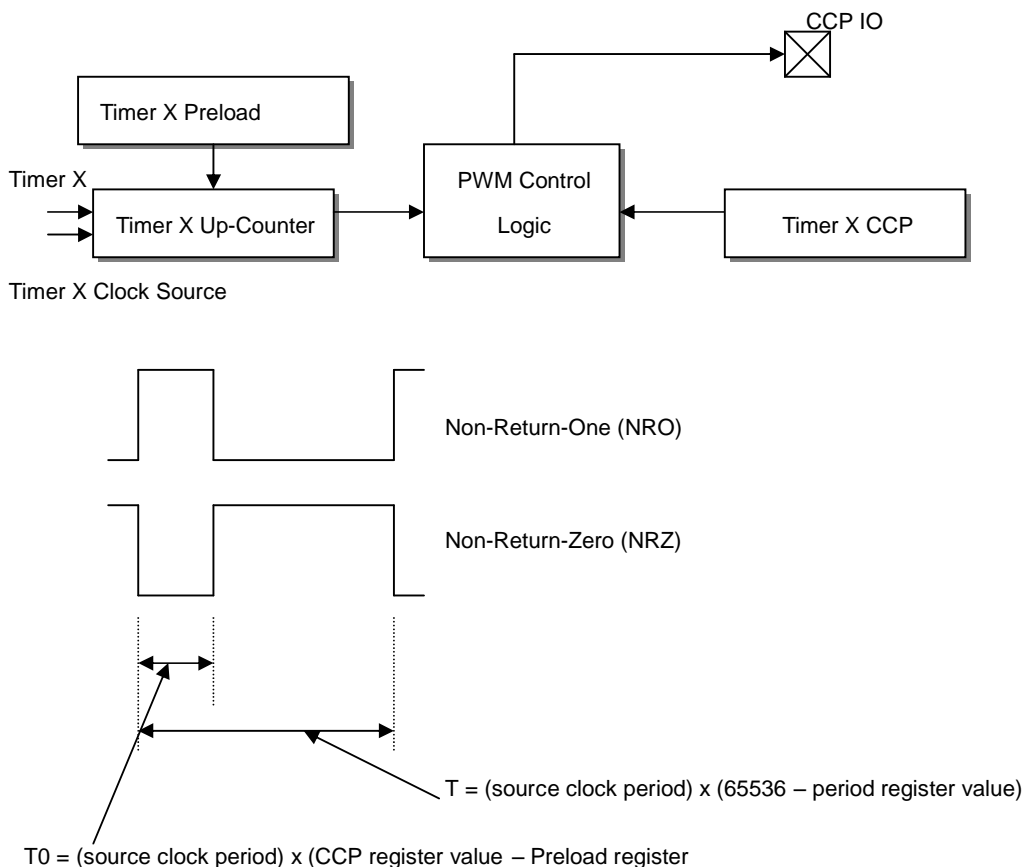 CCP IO
Timer X Preload
Timer X
Timer X Up-Counter
PWM Control
Logic
Timer X CCP
Timer X Clock Source
Non-Return-One (NRO)
Non-Return-Zero (NRZ)
T = (source clock period) x (65536 – period register value)
T0 = (source clock period) x (CCP register value – Preload register